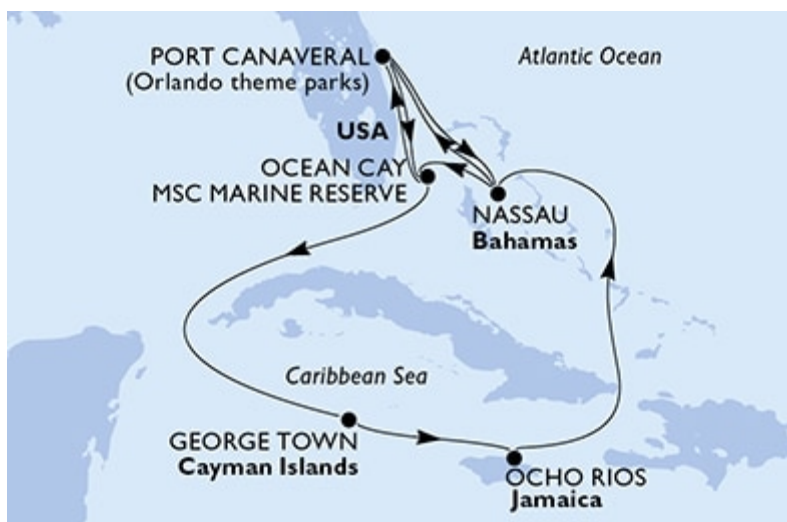 PORT CANAVERAL
(Orlando theme parks)
Atlantic Ocean
USA
OCEAN CAY
MSC MARINE RESERVE
NASSAU
Bahamas
Caribbean Sea
GEORGE TOWN
Cayman Islands
OCHO RIOS
Jamaica